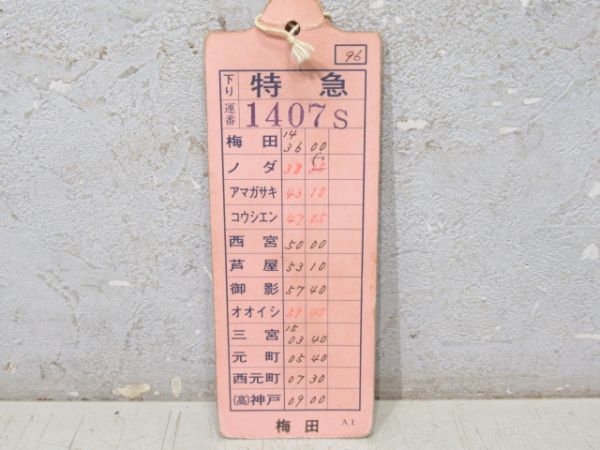 96
下り 特急
運番 1407S
梅田 14 36 00
ノダ 38
アマガサキ 43 10
コウシエン 47 05
西宮 50 00
芦屋 53 10
御影 57 40
オオイシ 59 40
三宮 15 03 40
元町 05 40
西元町 07 30
(高)神戸 09 00
梅田 A1